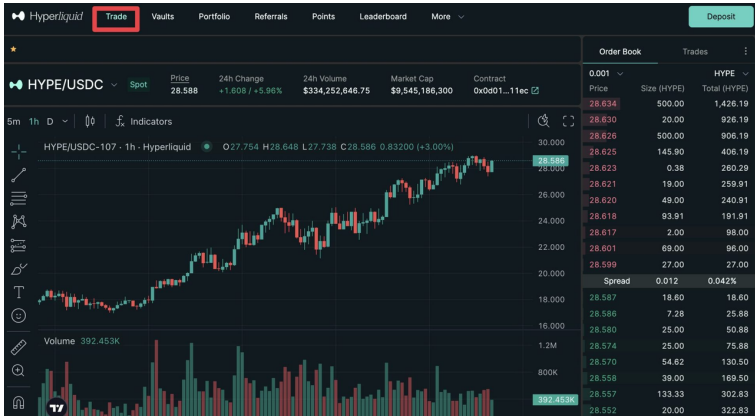 Hyperliquid Trade Vaults Portfolio Referrals Points Leaderboard More Deposit
Order Book Trades
HYPE/USDC Spot
Price 24h Change 24h Volume Market Cap Contract
28.588 +1.608 / +5.96% $334,252,646.75 $9,545,186,300 0x0d01...11ec
5m 1h D Indicators
HYPE/USDC-107 · 1h · Hyperliquid O27.754 H28.648 L27.738 C28.586 0.83200 (+3.00%)
30.000
28.586
28.000
26.000
24.000
22.000
20.000
18.000
16.000
Volume 392.453K
1.2M
800K
392.453K
0.001 HYPE
Price Size (HYPE) Total (HYPE)
28.634 500.00 1,426.19
28.630 20.00 926.19
28.626 500.00 906.19
28.625 145.90 406.19
28.623 0.38 260.29
28.621 19.00 259.91
28.620 49.00 240.91
28.618 93.91 191.91
28.617 2.00 98.00
28.601 69.00 96.00
28.599 27.00 27.00
Spread 0.012 0.042%
28.587 18.60 18.60
28.586 7.28 25.88
28.580 25.00 50.88
28.574 25.00 75.88
28.570 54.62 130.50
28.558 39.00 169.50
28.557 133.33 302.83
28.552 20.00 322.83